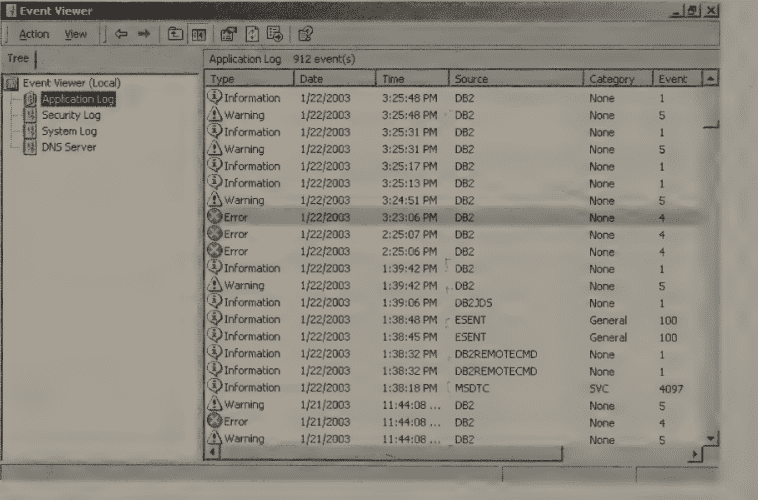 Event Viewer
Action View
Tree
Application Log 912 event(s)
Type Date Time Source Category Event
Event Viewer (Local)
Application Log
Security Log
System Log
DNS Server
Information 1/22/2003 3:25:48 PM DB2 None 1
Warning 1/22/2003 3:25:48 PM DB2 None 5
Information 1/22/2003 3:25:31 PM DB2 None 1
Warning 1/22/2003 3:25:31 PM DB2 None 5
Information 1/22/2003 3:25:17 PM DB2 None 1
Information 1/22/2003 3:25:13 PM DB2 None 1
Warning 1/22/2003 3:24:51 PM DB2 None 5
Error 1/22/2003 3:23:06 PM DB2 None 4
Error 1/22/2003 2:25:07 PM DB2 None 4
Error 1/22/2003 2:25:06 PM DB2 None 4
Information 1/22/2003 1:39:42 PM DB2 None 1
Warning 1/22/2003 1:39:42 PM DB2 None 5
Information 1/22/2003 1:39:06 PM DB2JDS None 1
Information 1/22/2003 1:38:48 PM ESENT General 100
Information 1/22/2003 1:38:45 PM ESENT General 100
Information 1/22/2003 1:38:32 PM DB2REMOTECMD None 1
Information 1/22/2003 1:38:32 PM DB2REMOTECMD None 1
Information 1/22/2003 1:38:18 PM MSDTC SVC 4097
Warning 1/21/2003 11:44:08 ... DB2 None 5
Error 1/21/2003 11:44:08 ... DB2 None 4
Warning 1/21/2003 11:44:08 ... DB2 None 5